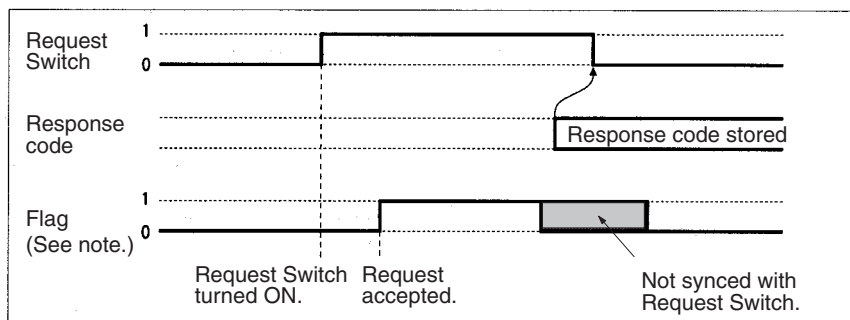 Request
Switch
1
0
Response
code
Response code stored
Flag
(See note.)
1
0
Request Switch
turned ON.
Request
accepted.
Not synced with
Request Switch.